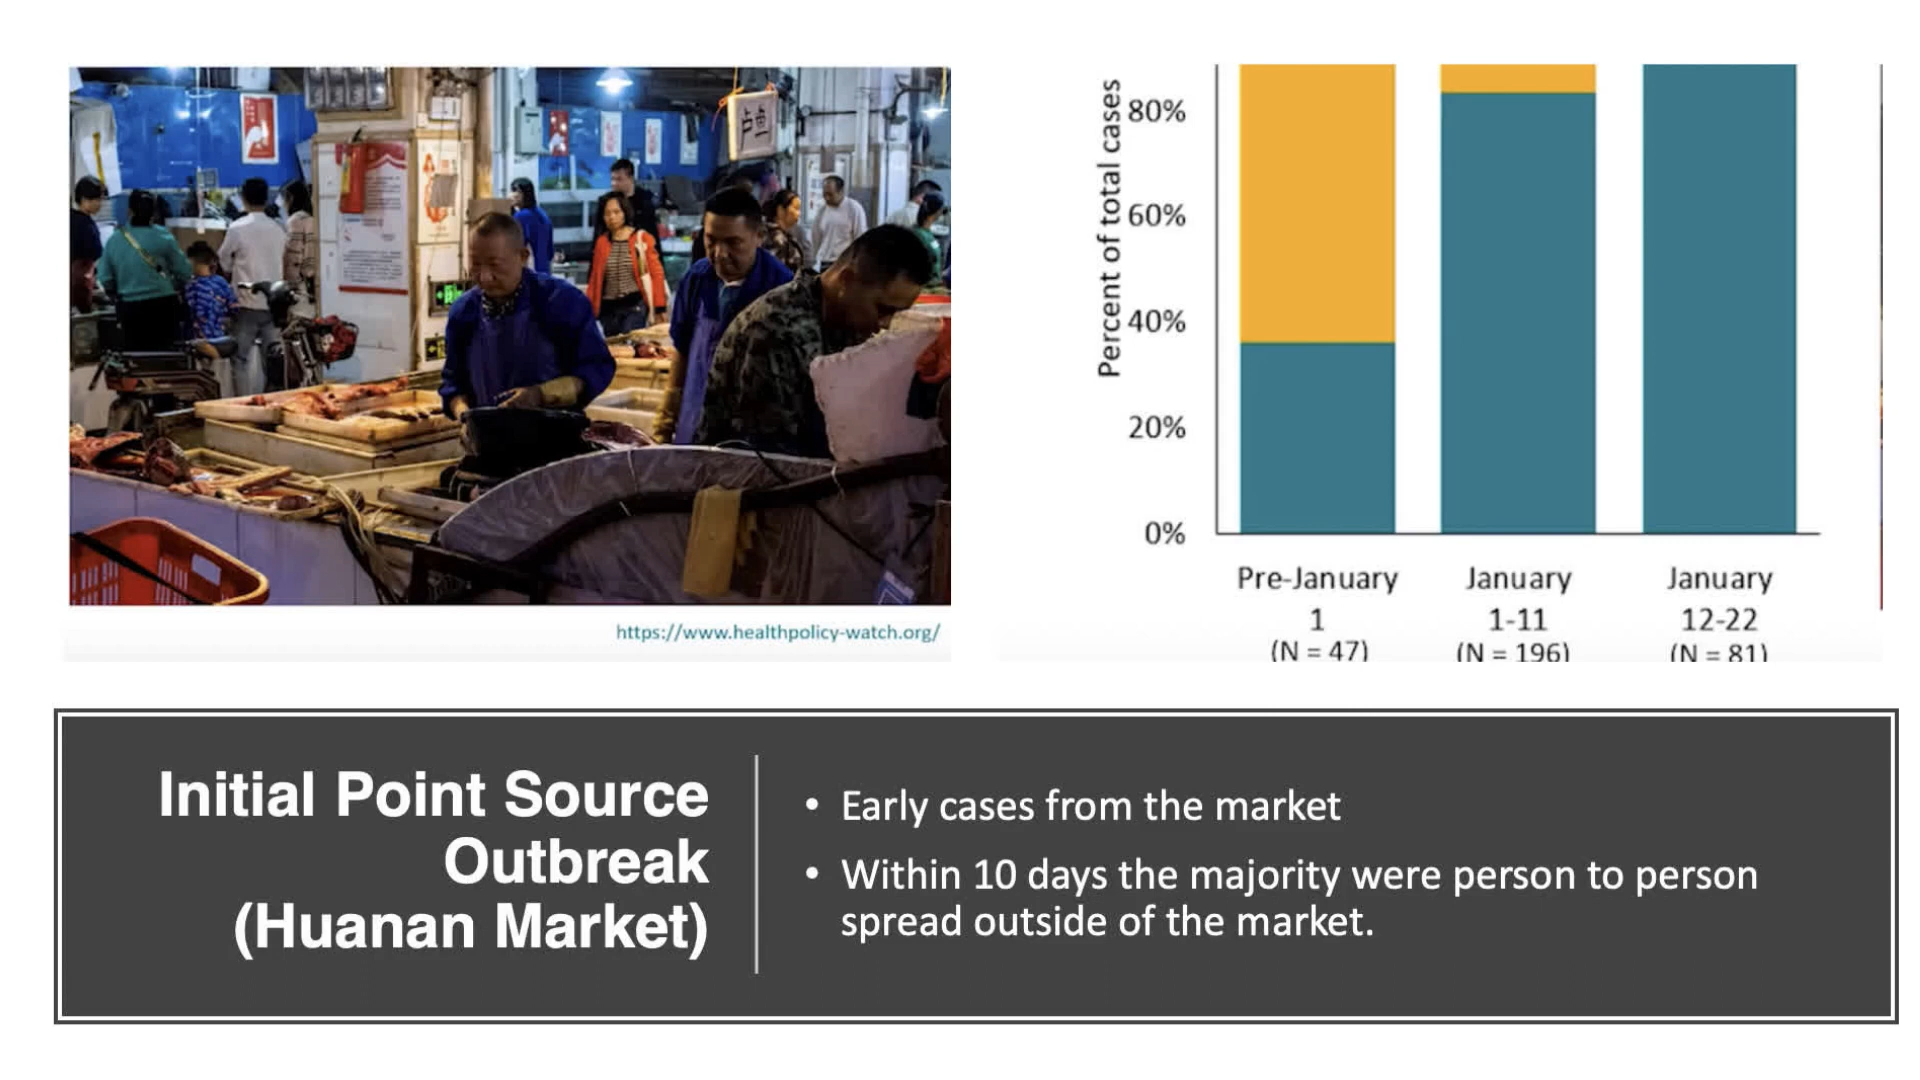 卢鱼
https://www.healthpolicy-watch.org/
Percent of total cases
80%
60%
40%
20%
0%
Pre-January
1
(N = 47)
January
1-11
(N = 196)
January
12-22
(N = 81)
Initial Point Source
Outbreak
(Huanan Market)
• Early cases from the market
• Within 10 days the majority were person to person
spread outside of the market.